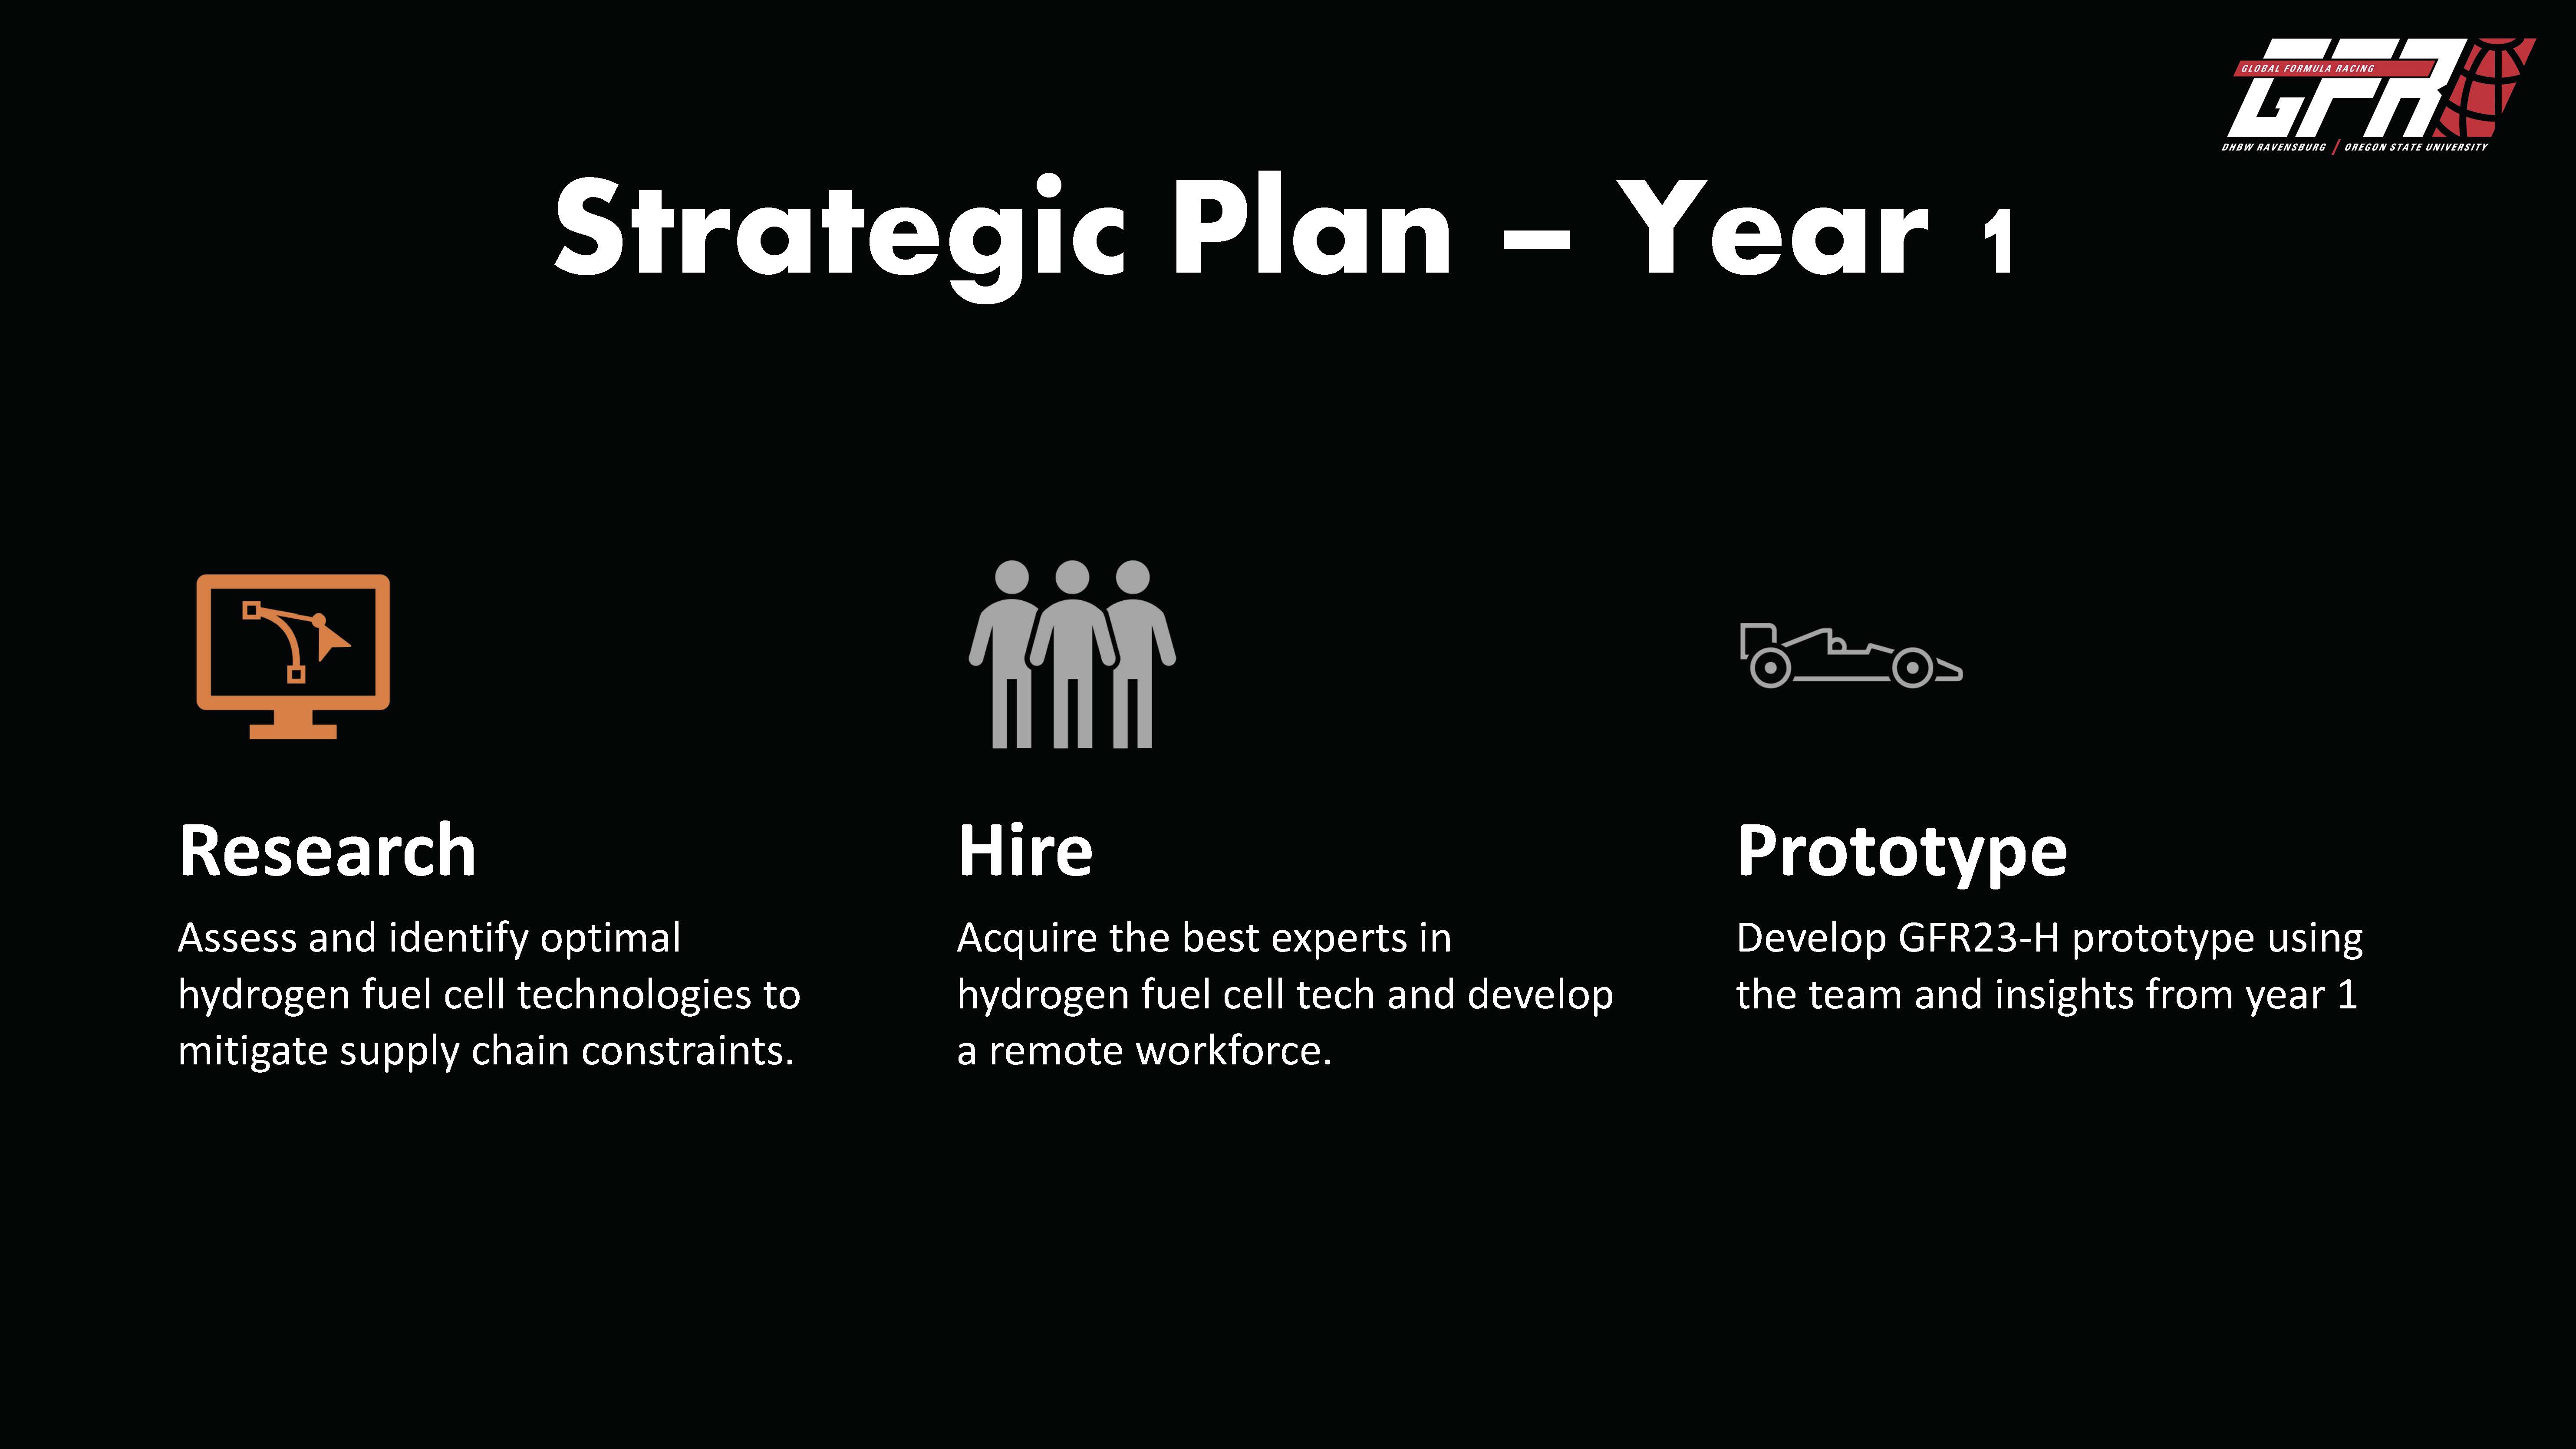 GLOBAL FORMULA RACING
GFR
DHBW RAVENSBURG / OREGON STATE UNIVERSITY
Strategic Plan – Year 1
Research
Assess and identify optimal
hydrogen fuel cell technologies to
mitigate supply chain constraints.
Hire
Acquire the best experts in
hydrogen fuel cell tech and develop
a remote workforce.
Prototype
Develop GFR23-H prototype using
the team and insights from year 1